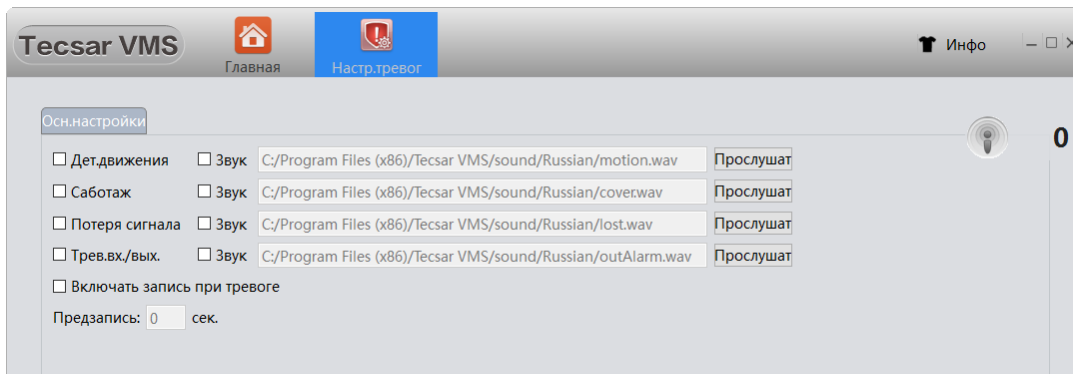 Tecsar VMS
Главная
Настр.тревог
Инфо
Осн.настройки
0
Дет.движения Звук C:/Program Files (x86)/Tecsar VMS/sound/Russian/motion.wav Прослушат
Саботаж Звук C:/Program Files (x86)/Tecsar VMS/sound/Russian/cover.wav Прослушат
Потеря сигнала Звук C:/Program Files (x86)/Tecsar VMS/sound/Russian/lost.wav Прослушат
Трев.вх./вых. Звук C:/Program Files (x86)/Tecsar VMS/sound/Russian/outAlarm.wav Прослушат
Включать запись при тревоге
Предзапись: 0 сек.